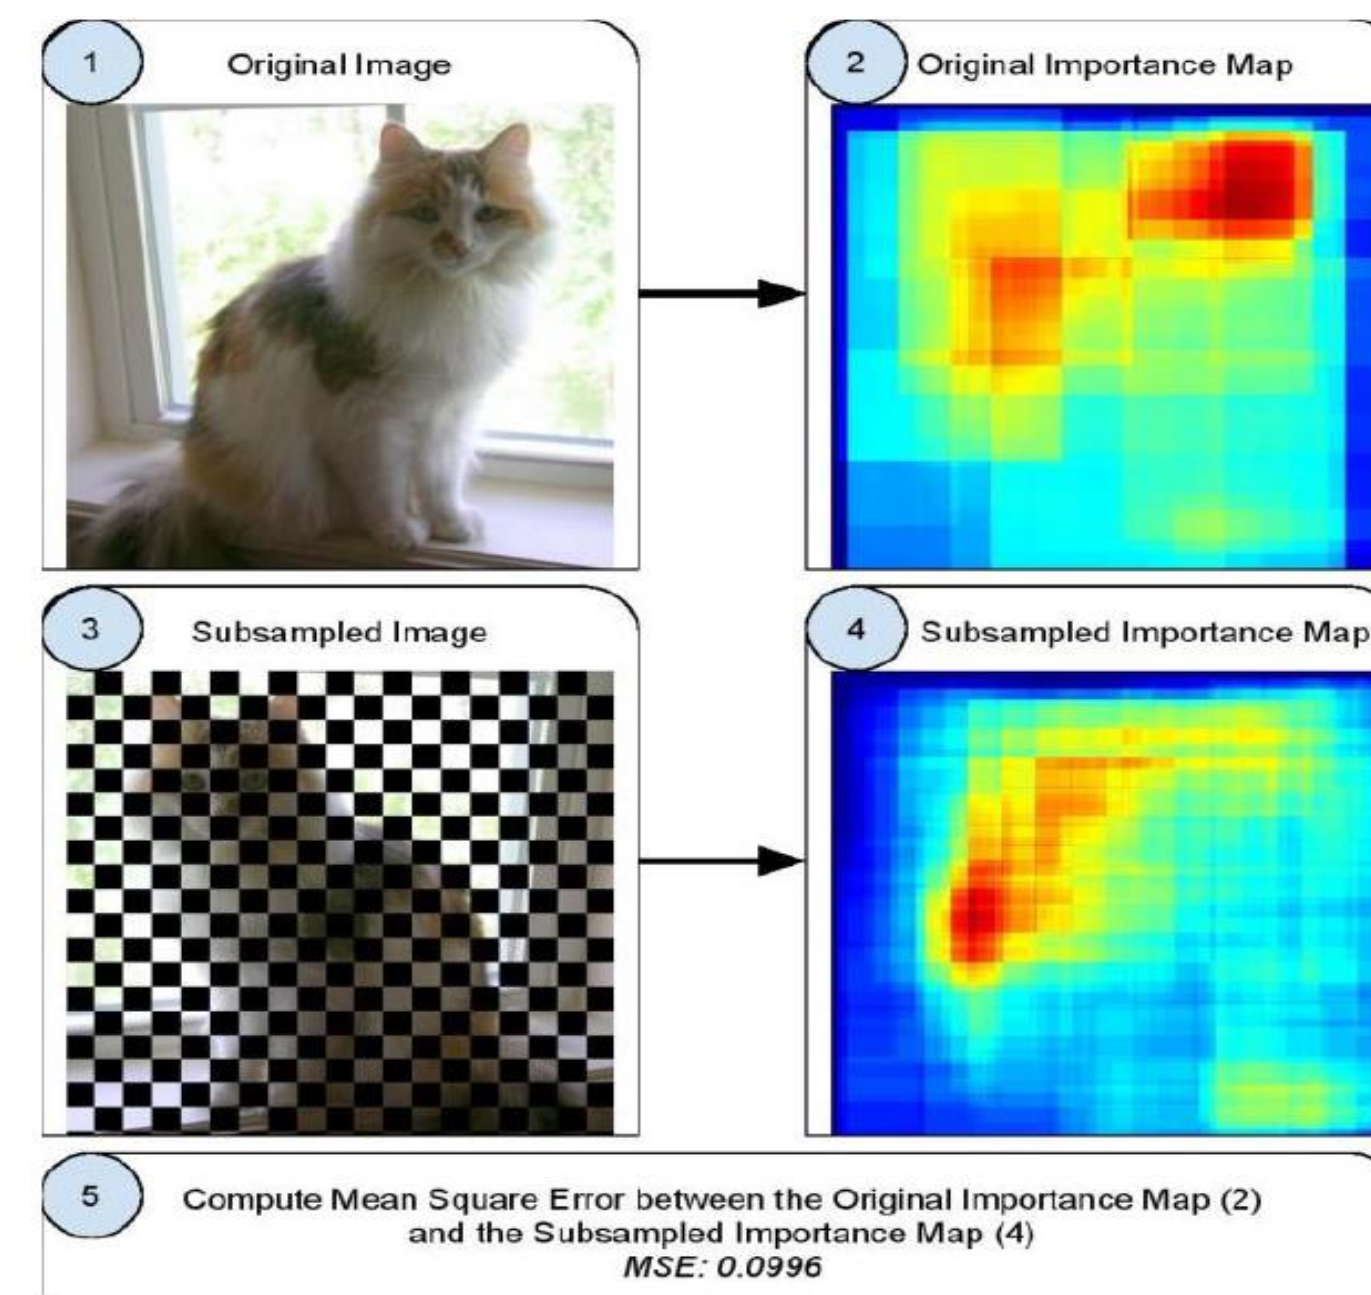 1 Original Image
2 Original Importance Map
3 Subsampled Image
4 Subsampled Importance Map
5 Compute Mean Square Error between the Original Importance Map (2)
and the Subsampled Importance Map (4)
MSE: 0.0996